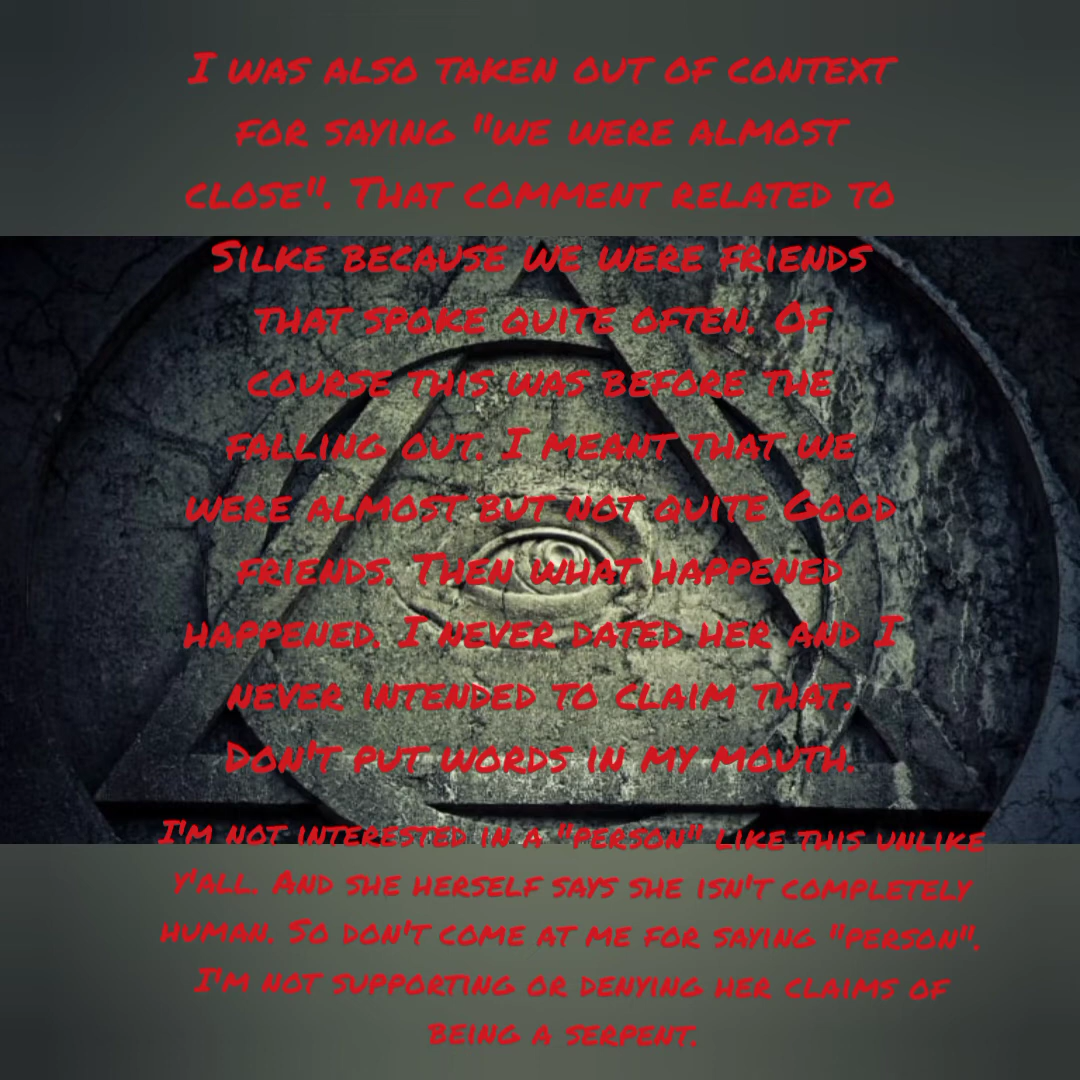 I was also taken out of context
for saying "we were almost
close". That comment related to
Silke because we were friends
that spoke quite often. Of
course this was before the
falling out. I meant that we
were almost but not quite Good
friends. Then what happened
happened. I never dated her and I
never intended to claim that.
Don't put words in my mouth.
I'm not interested in a "person" like this unlike
y'all. And she herself says she isn't completely
human. So don't come at me for saying "person".
I'm not supporting or denying her claims of
being a serpent.